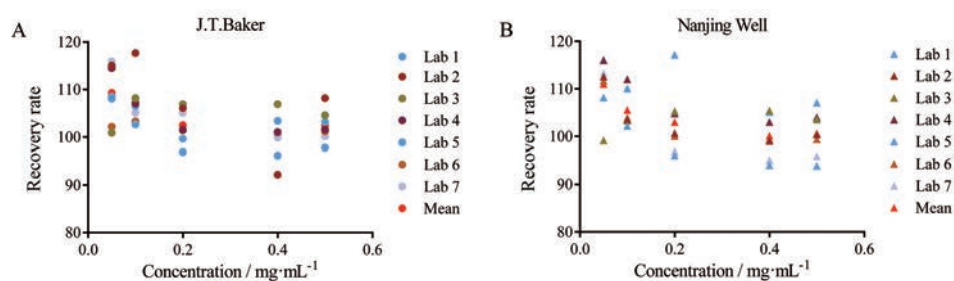 A
J.T.Baker
Recovery rate
120
110
100
90
80
0.0
0.2
0.4
0.6
Concentration / mg·mL⁻¹
Lab 1
Lab 2
Lab 3
Lab 4
Lab 5
Lab 6
Lab 7
Mean
B
Nanjing Well
Recovery rate
120
110
100
90
80
0.0
0.2
0.4
0.6
Concentration / mg·mL⁻¹
Lab 1
Lab 2
Lab 3
Lab 4
Lab 5
Lab 6
Lab 7
Mean